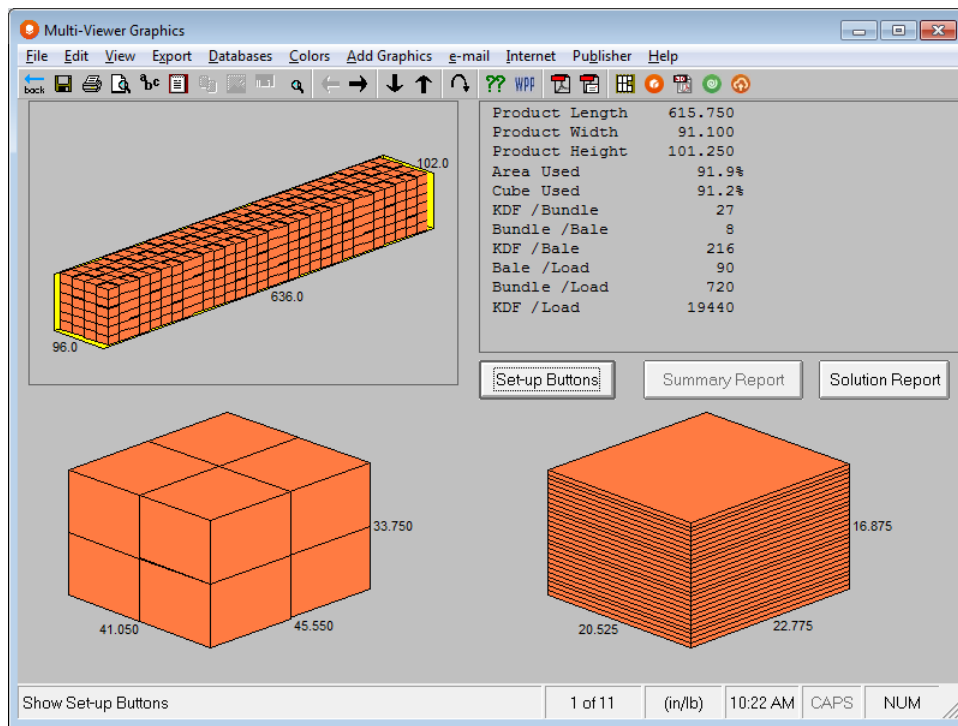 Multi-Viewer Graphics
File Edit View Export Databases Colors Add Graphics e-mail Internet Publisher Help
back abc ?? WPF
Product Length 615.750
Product Width 91.100
Product Height 101.250
Area Used 91.9%
Cube Used 91.2%
KDF /Bundle 27
Bundle /Bale 8
KDF /Bale 216
Bale /Load 90
Bundle /Load 720
KDF /Load 19440
102.0
636.0
96.0
Set-up Buttons Summary Report Solution Report
33.750
41.050
45.550
16.875
20.525
22.775
Show Set-up Buttons 1 of 11 (in/lb) 10:22 AM CAPS NUM